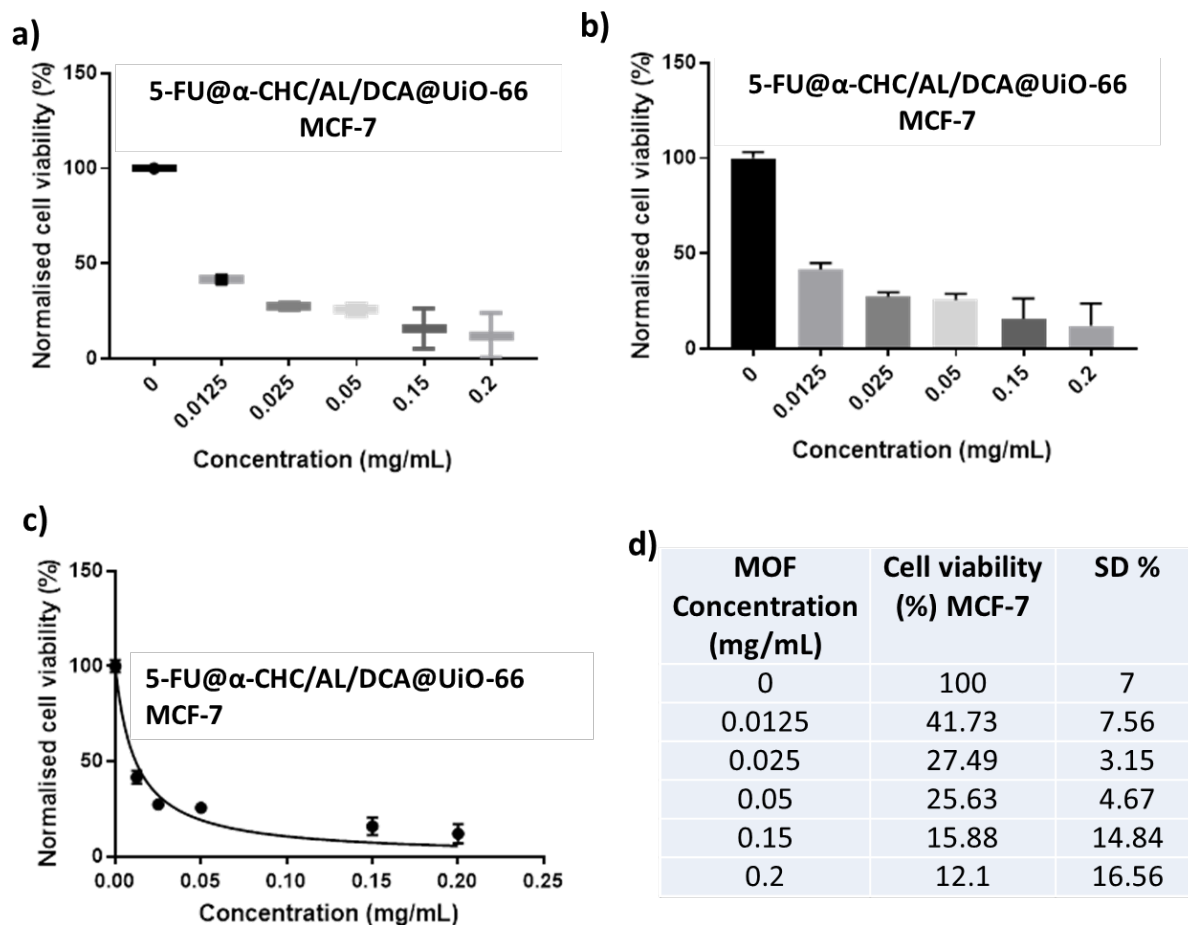 a)
150
5-FU@α-CHC/AL/DCA@UiO-66
MCF-7
100
50
0
Normalised cell viability (%)
0
0.0125
0.025
0.05
0.15
0.2
Concentration (mg/mL)
b)
150
5-FU@α-CHC/AL/DCA@UiO-66
MCF-7
100
50
0
Normalised cell viability (%)
0
0.0125
0.025
0.05
0.15
0.2
Concentration (mg/mL)
c)
150
100
5-FU@α-CHC/AL/DCA@UiO-66
MCF-7
50
0
Normalised cell viability (%)
0.00 0.05 0.10 0.15 0.20 0.25
Concentration (mg/mL)
d)
MOF Cell viability SD %
Concentration (%) MCF-7
(mg/mL)
0 100 7
0.0125 41.73 7.56
0.025 27.49 3.15
0.05 25.63 4.67
0.15 15.88 14.84
0.2 12.1 16.56